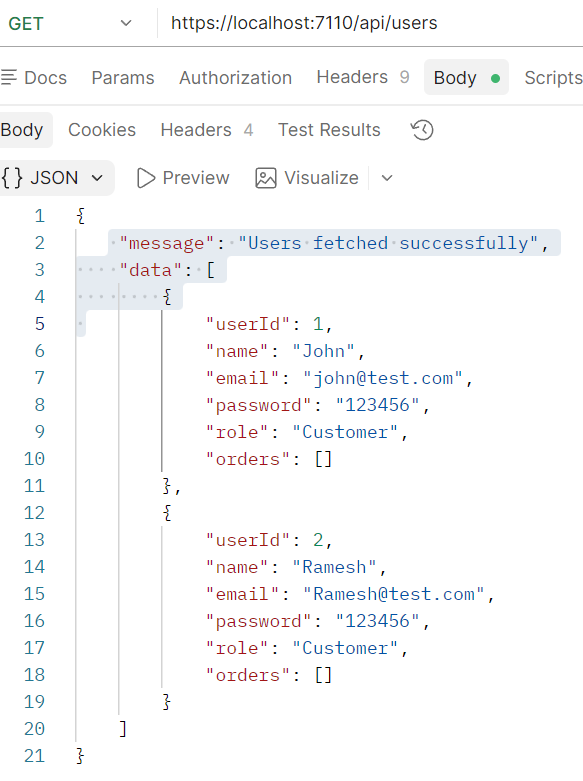 GET https://localhost:7110/api/users
Docs Params Authorization Headers 9 Body Scripts
Body Cookies Headers 4 Test Results
{} JSON Preview Visualize
1 {
2 "message": "Users fetched successfully",
3 "data": [
4 {
5 "userId": 1,
6 "name": "John",
7 "email": "john@test.com",
8 "password": "123456",
9 "role": "Customer",
10 "orders": []
11 },
12 {
13 "userId": 2,
14 "name": "Ramesh",
15 "email": "Ramesh@test.com",
16 "password": "123456",
17 "role": "Customer",
18 "orders": []
19 }
20 ]
21 }